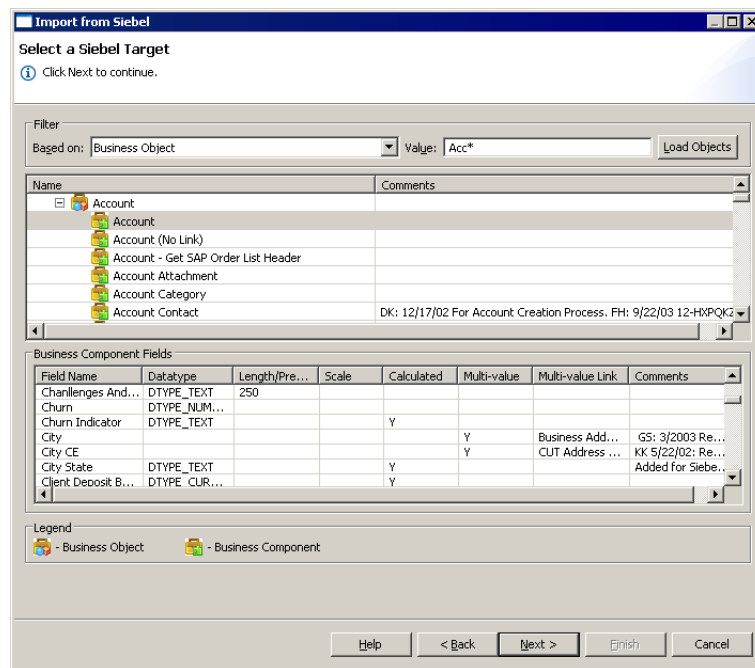 Import from Siebel
Select a Siebel Target
Click Next to continue.
Filter
Based on: Business Object Value: Acc* Load Objects
Name Comments
Account
Account
Account (No Link)
Account - Get SAP Order List Header
Account Attachment
Account Category
Account Contact DK: 12/17/02 For Account Creation Process. FH: 9/22/03 12-HXPQKZ
Business Component Fields
Field Name Datatype Length/Pre... Scale Calculated Multi-value Multi-value Link Comments
Chanllenges And... DTYPE_TEXT 250
Churn DTYPE_NUM...
Churn Indicator DTYPE_TEXT Y
City Y Business Add... GS: 3/2003 Re...
City CE Y CUT Address ... KK 5/22/02: Re...
City State DTYPE_TEXT Y Added for Siebe...
Client Deposit B... DTYPE_CUR... Y
Legend
- Business Object - Business Component
Help < Back Next > Finish Cancel